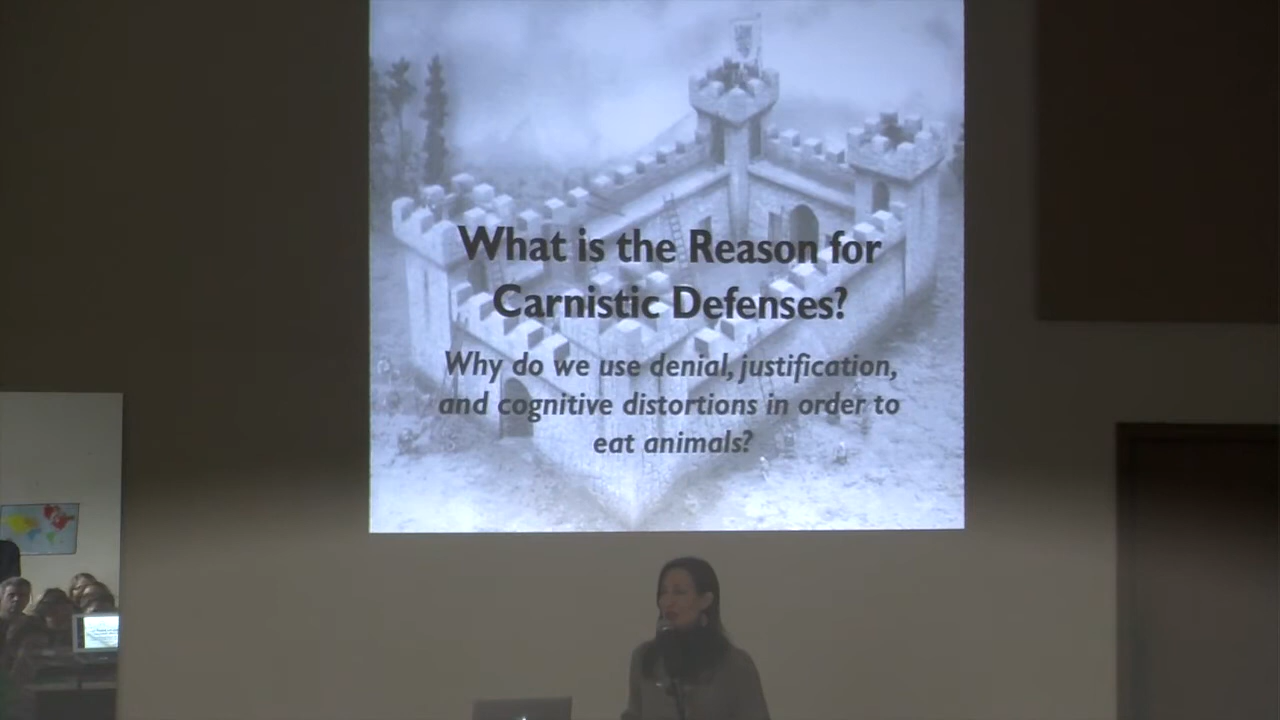 What is the Reason for
Carnistic Defenses?
Why do we use denial, justification,
and cognitive distortions in order to
eat animals?